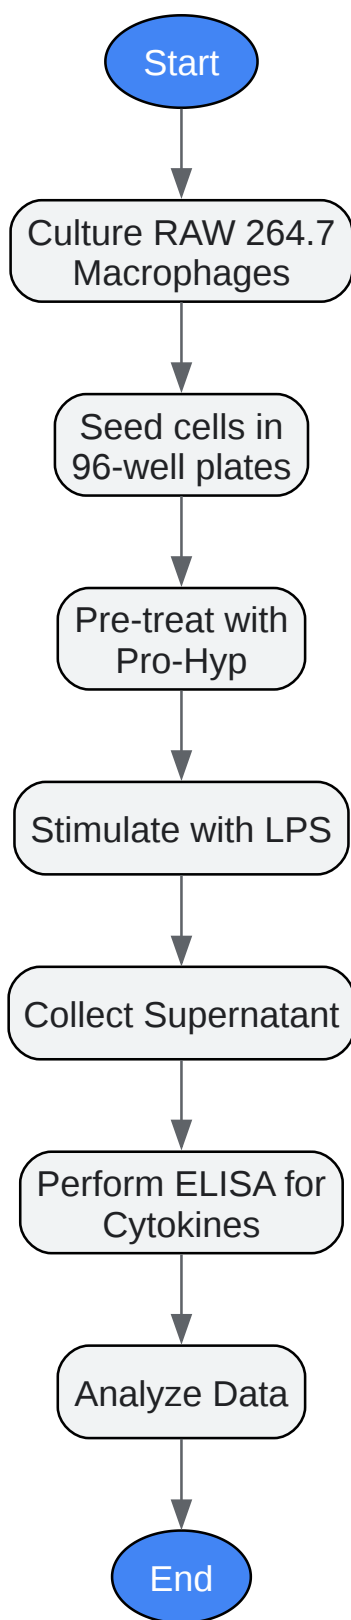 Start
Culture RAW 264.7
Macrophages
Seed cells in
96-well plates
Pre-treat with
Pro-Hyp
Stimulate with LPS
Collect Supernatant
Perform ELISA for
Cytokines
Analyze Data
End